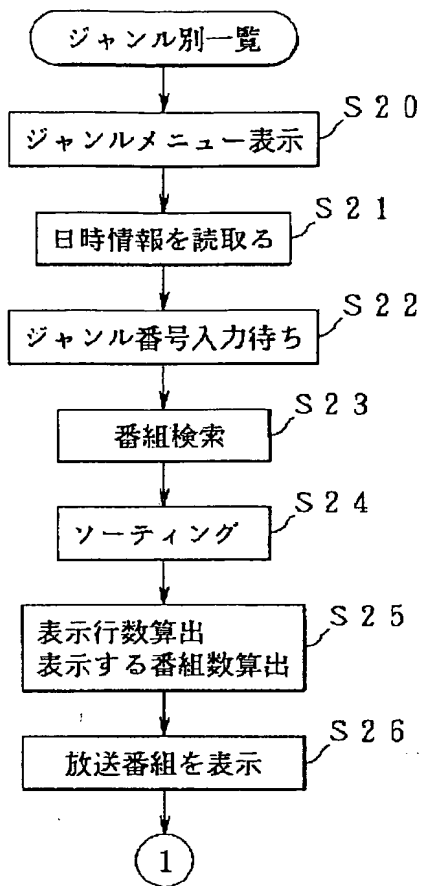 ジャンル別一覧
S20
ジャンルメニュー表示
S21
日時情報を読取る
S22
ジャンル番号入力待ち
S23
番組検索
S24
ソーティング
S25
表示行数算出
表示する番組数算出
S26
放送番組を表示
1